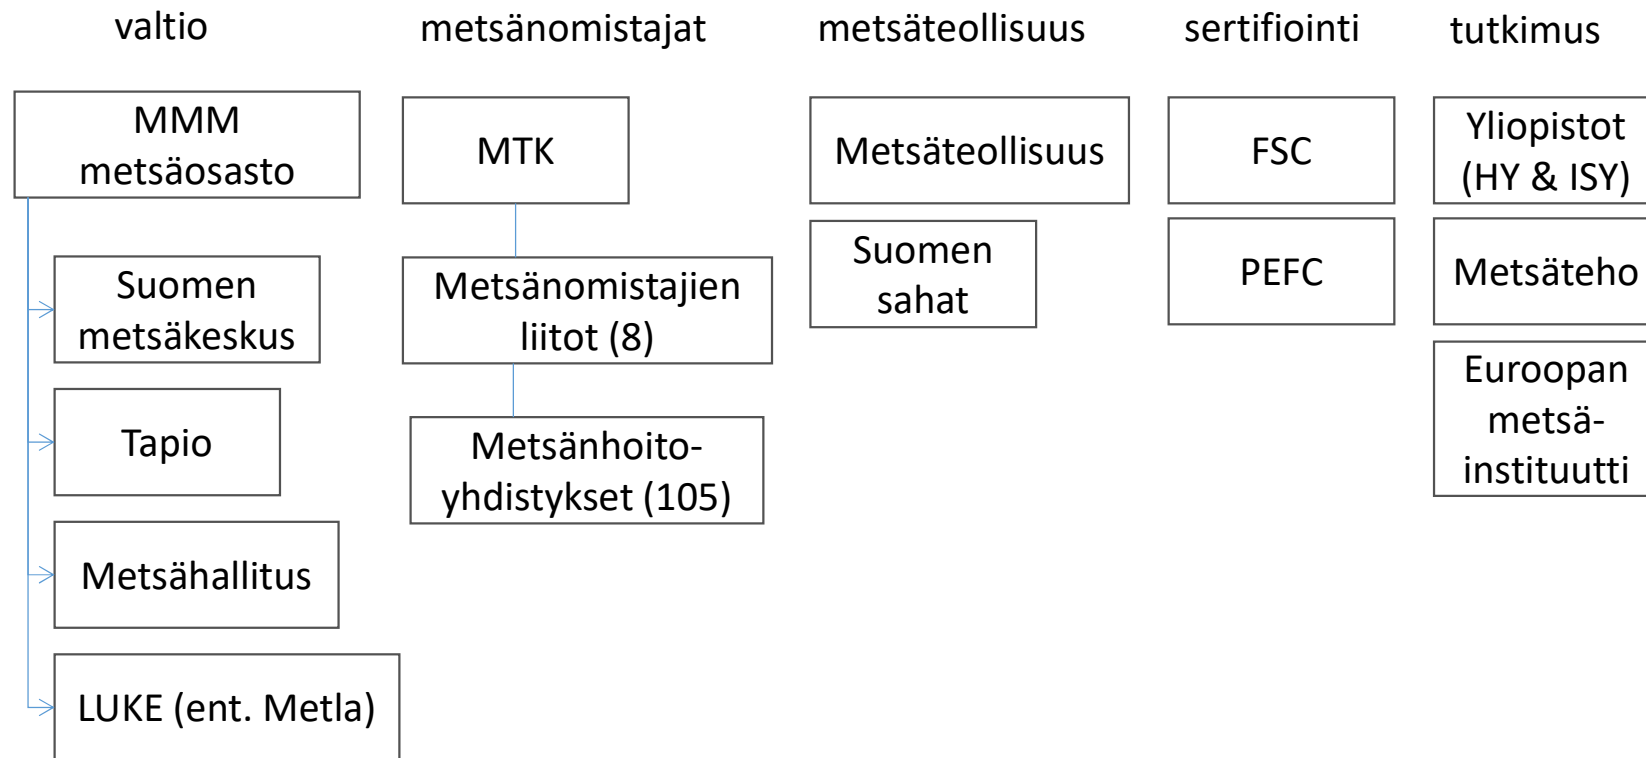 valtio
metsänomistajat
metsäteollisuus
sertifiointi
tutkimus
MMM
metsäosasto
Suomen
metsäkeskus
Tapio
Metsähallitus
LUKE (ent. Metla)
MTK
Metsänomistajien
liitot (8)
Metsänhoito-
yhdistykset (105)
Metsäteollisuus
Suomen
sahat
FSC
PEFC
Yliopistot
(HY & ISY)
Metsäteho
Euroopan
metsä-
instituutti